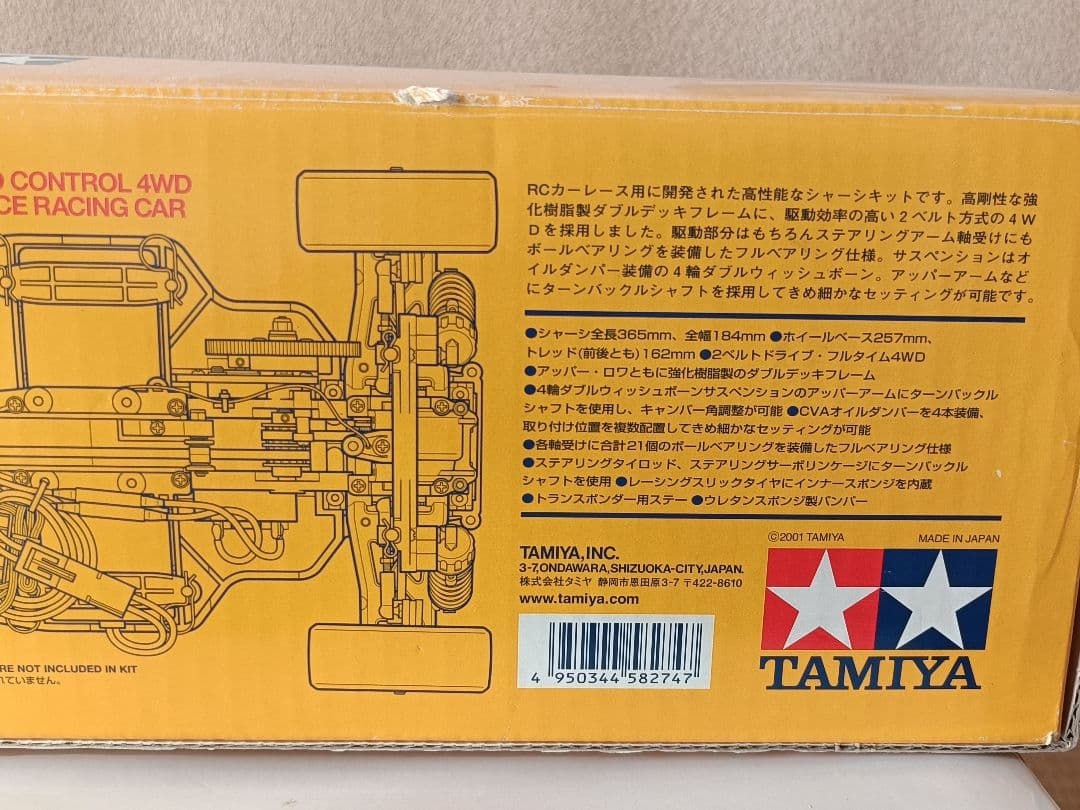 CONTROL 4WD
CE RACING CAR
RCカーレース用に開発された高性能なシャーシキットです。高剛性な強
化樹脂製ダブルデッキフレームに、駆動効率の高い2ベルト方式の4W
Dを採用しました。駆動部分はもちろんステアリングアーム軸受けにも
ボールベアリングを装備したフルベアリング仕様。サスペンションはオ
イルダンパー装備の4輪ダブルウィッシュボーン。アッパーアームなど
にターンバックルシャフトを採用してきめ細かなセッティングが可能です。
●シャーシ全長365mm、全幅184mm ●ホイールベース257mm、
トレッド(前後とも)162mm ●2ベルトドライブ・フルタイム4WD
●アッパー・ロワともに強化樹脂製のダブルデッキフレーム
●4輪ダブルウィッシュボーンサスペンションのアッパーアームにターンバックル
シャフトを使用し、キャンバー角調整が可能 ●CVAオイルダンパーを4本装備、
取り付け位置を複数配置してきめ細かなセッティングが可能
●各軸受けに合計21個のボールベアリングを装備したフルベアリング仕様
●ステアリングタイロッド、ステアリングサーボリンケージにターンバックル
シャフトを使用 ●レーシングスリックタイヤにインナースポンジを内蔵
●トランスポンダー用ステー ●ウレタンスポンジ製バンパー
©2001 TAMIYA MADE IN JAPAN
TAMIYA, INC.
3-7, ONDAWARA, SHIZUOKA-CITY, JAPAN.
株式会社タミヤ 静岡市恩田原3-7 〒422-8610
www.tamiya.com
4 950344 582747
TAMIYA
RE NOT INCLUDED IN KIT
れていません。